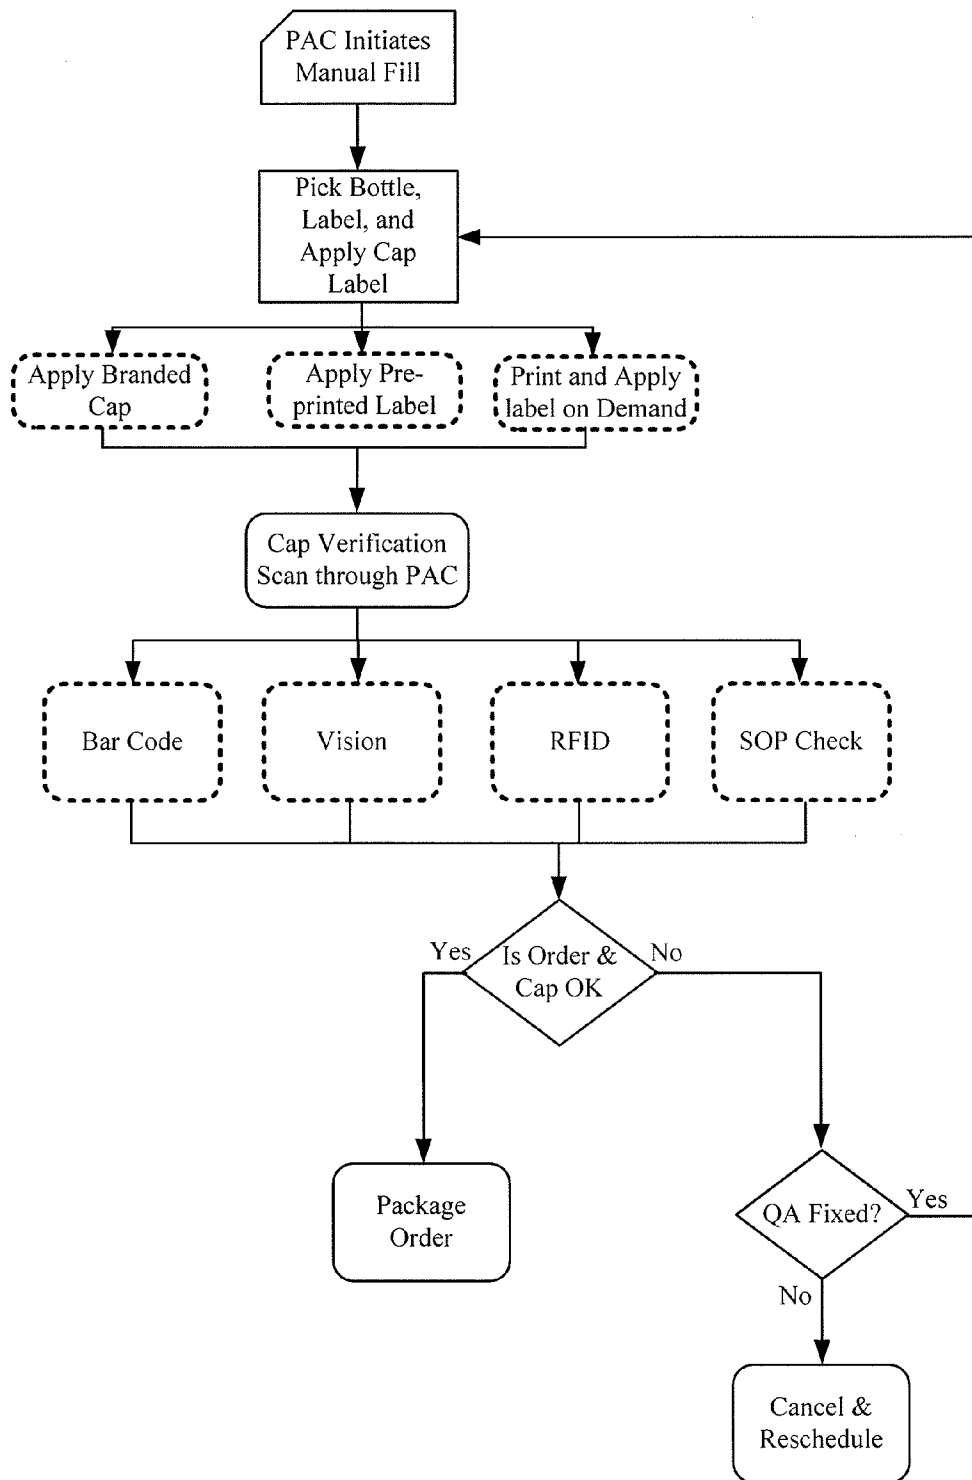 PAC Initiates
Manual Fill
Pick Bottle,
Label, and
Apply Cap
Label
Apply Branded
Cap
Apply Pre-
printed Label
Print and Apply
label on Demand
Cap Verification
Scan through PAC
Bar Code
Vision
RFID
SOP Check
Yes
Is Order &
Cap OK
No
Package
Order
QA Fixed?
Yes
No
Cancel &
Reschedule